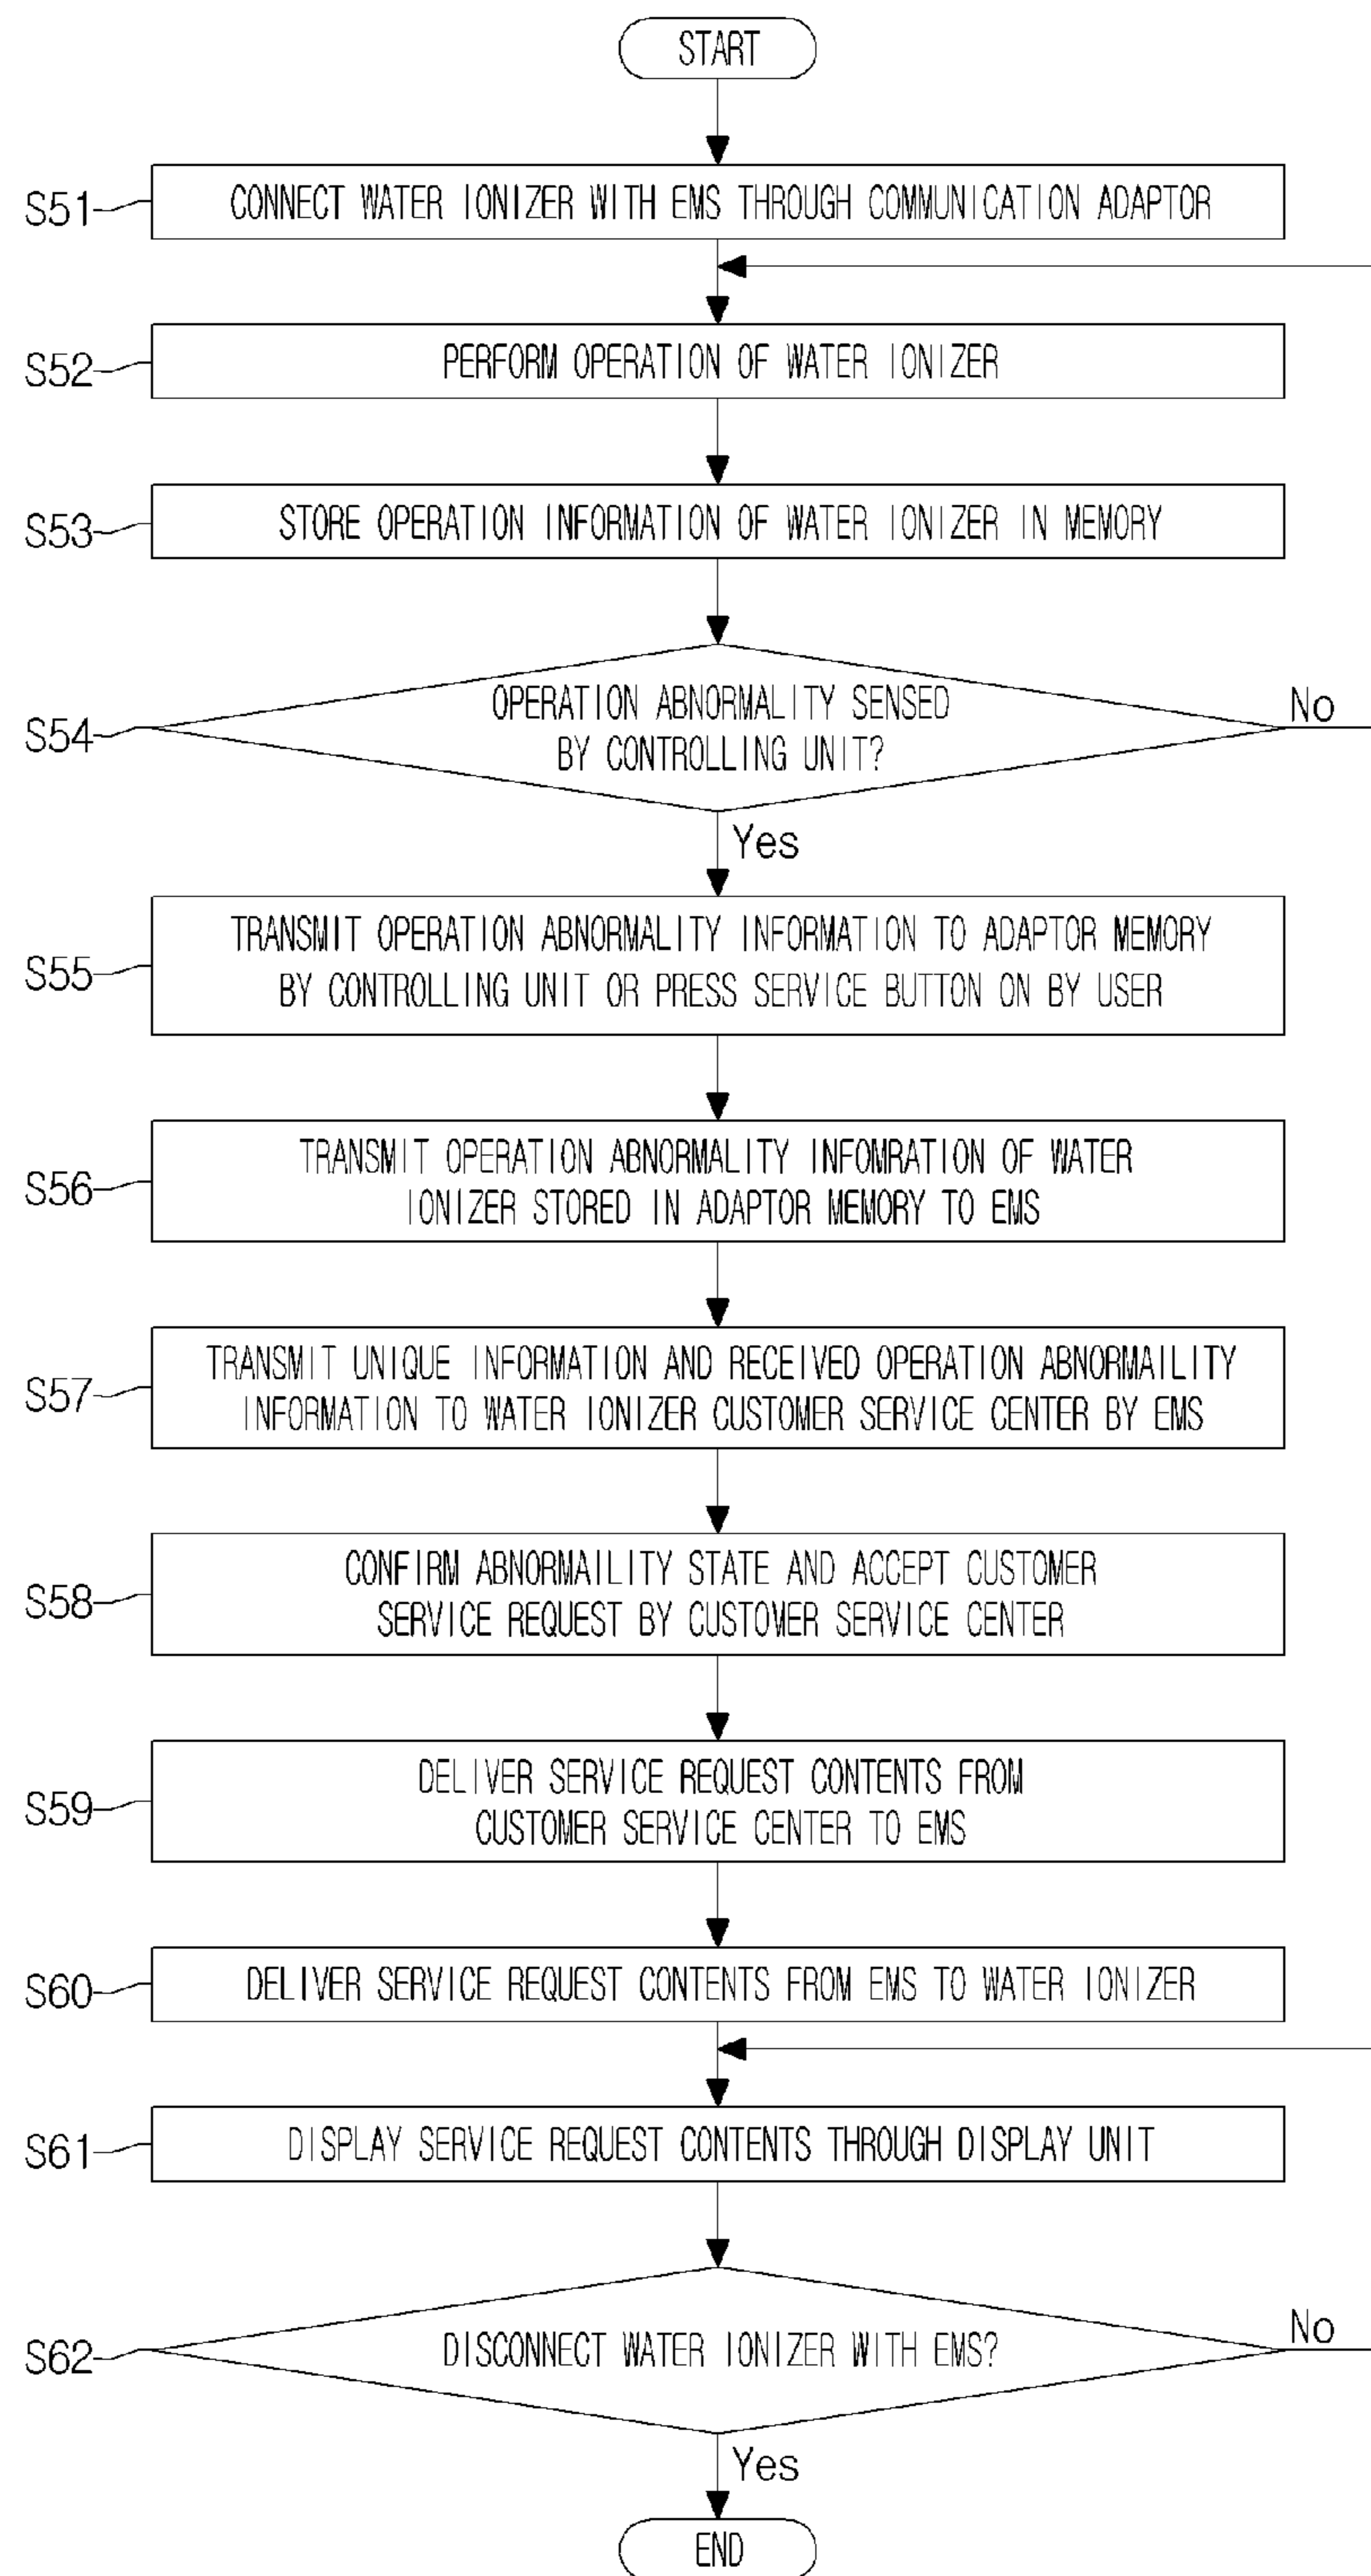 START
S51
CONNECT WATER IONIZER WITH EMS THROUGH COMMUNICATION ADAPTOR
S52
PERFORM OPERATION OF WATER IONIZER
S53
STORE OPERATION INFORMATION OF WATER IONIZER IN MEMORY
S54
OPERATION ABNORMALITY SENSED
BY CONTROLLING UNIT?
No
Yes
S55
TRANSMIT OPERATION ABNORMALITY INFORMATION TO ADAPTOR MEMORY
BY CONTROLLING UNIT OR PRESS SERVICE BUTTON ON BY USER
S56
TRANSMIT OPERATION ABNORMALITY INFOMRATION OF WATER
IONIZER STORED IN ADAPTOR MEMORY TO EMS
S57
TRANSMIT UNIQUE INFORMATION AND RECEIVED OPERATION ABNORMAILITY
INFORMATION TO WATER IONIZER CUSTOMER SERVICE CENTER BY EMS
S58
CONFIRM ABNORMAILITY STATE AND ACCEPT CUSTOMER
SERVICE REQUEST BY CUSTOMER SERVICE CENTER
S59
DELIVER SERVICE REQUEST CONTENTS FROM
CUSTOMER SERVICE CENTER TO EMS
S60
DELIVER SERVICE REQUEST CONTENTS FROM EMS TO WATER IONIZER
S61
DISPLAY SERVICE REQUEST CONTENTS THROUGH DISPLAY UNIT
S62
DISCONNECT WATER IONIZER WITH EMS?
No
Yes
END